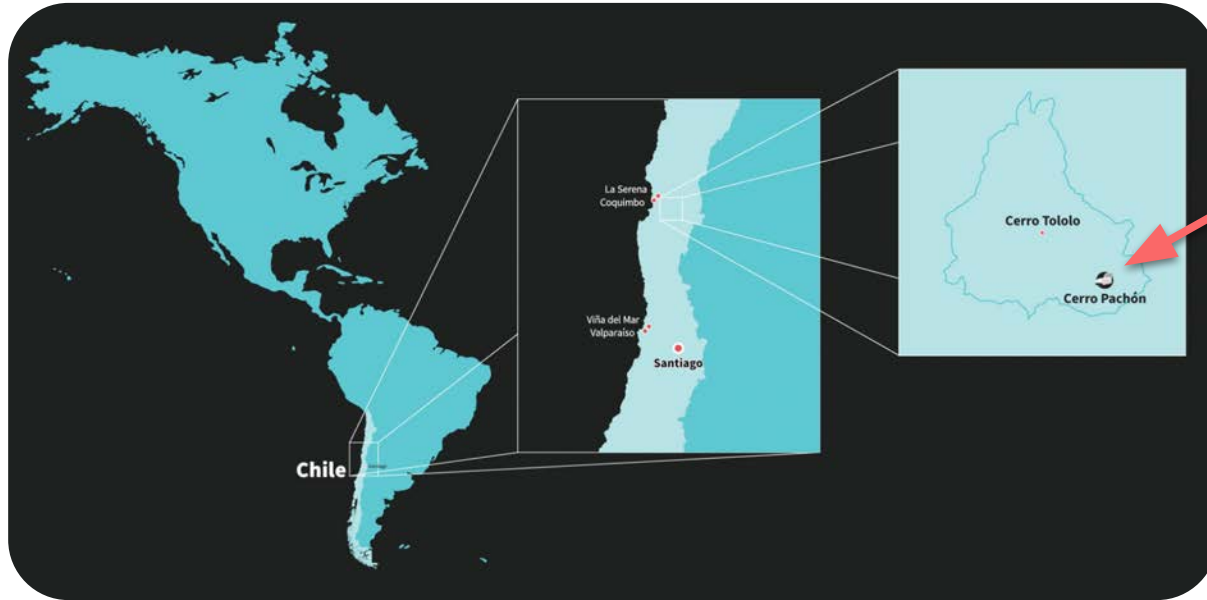 Chile
La Serena
Coquimbo
Viña del Mar
Valparaíso
Santiago
Cerro Tololo
Cerro Pachón